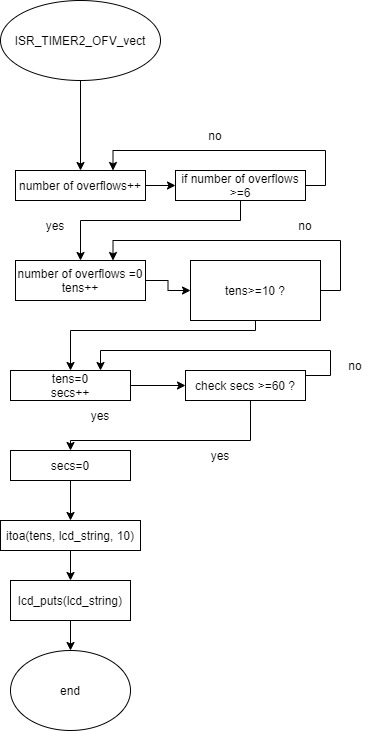 ISR_TIMER2_OFV_vect
no
number of overflows++
if number of overflows
>=6
yes
no
number of overflows =0
tens++
tens>=10 ?
tens=0
secs++
check secs >=60 ?
no
yes
yes
secs=0
itoa(tens, lcd_string, 10)
lcd_puts(lcd_string)
end